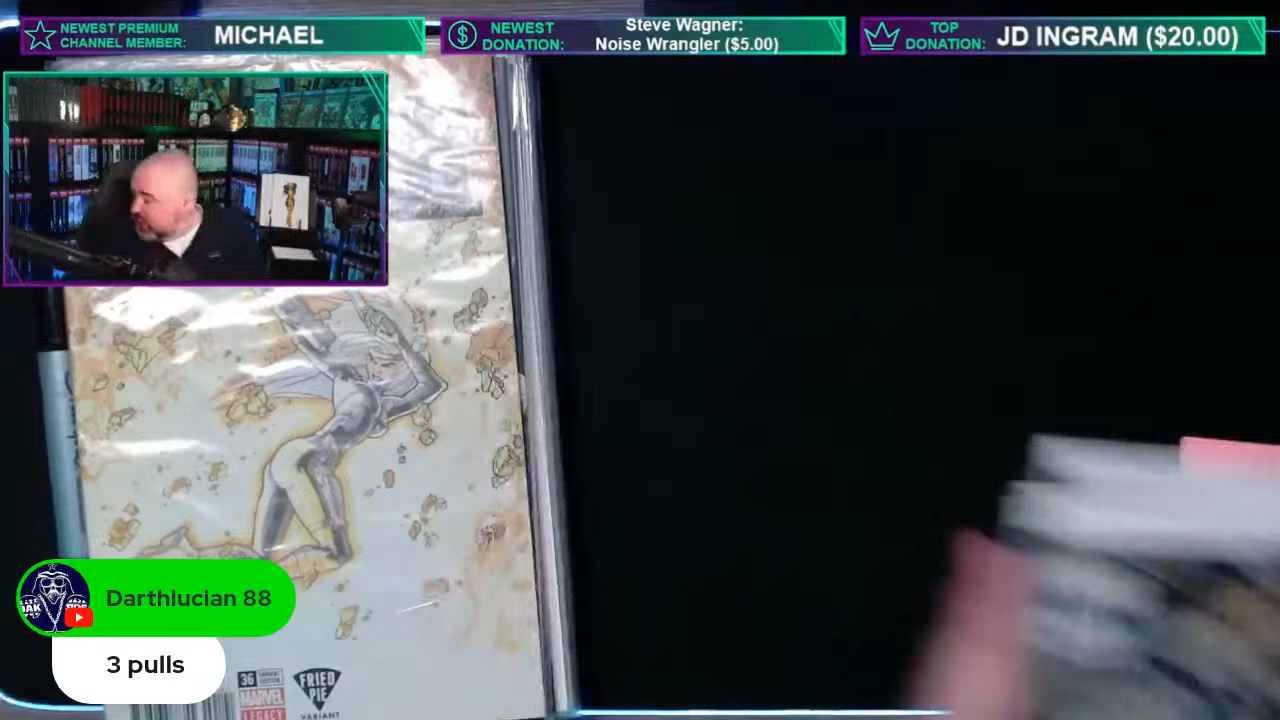 NEWEST PREMIUM
CHANNEL MEMBER:
MICHAEL
NEWEST
DONATION:
Steve Wagner:
Noise Wrangler ($5.00)
TOP
DONATION:
JD INGRAM ($20.00)
Darthlucian 88
3 pulls
36
MARVEL
LEGACY
FRIED
PIE
VARIANT